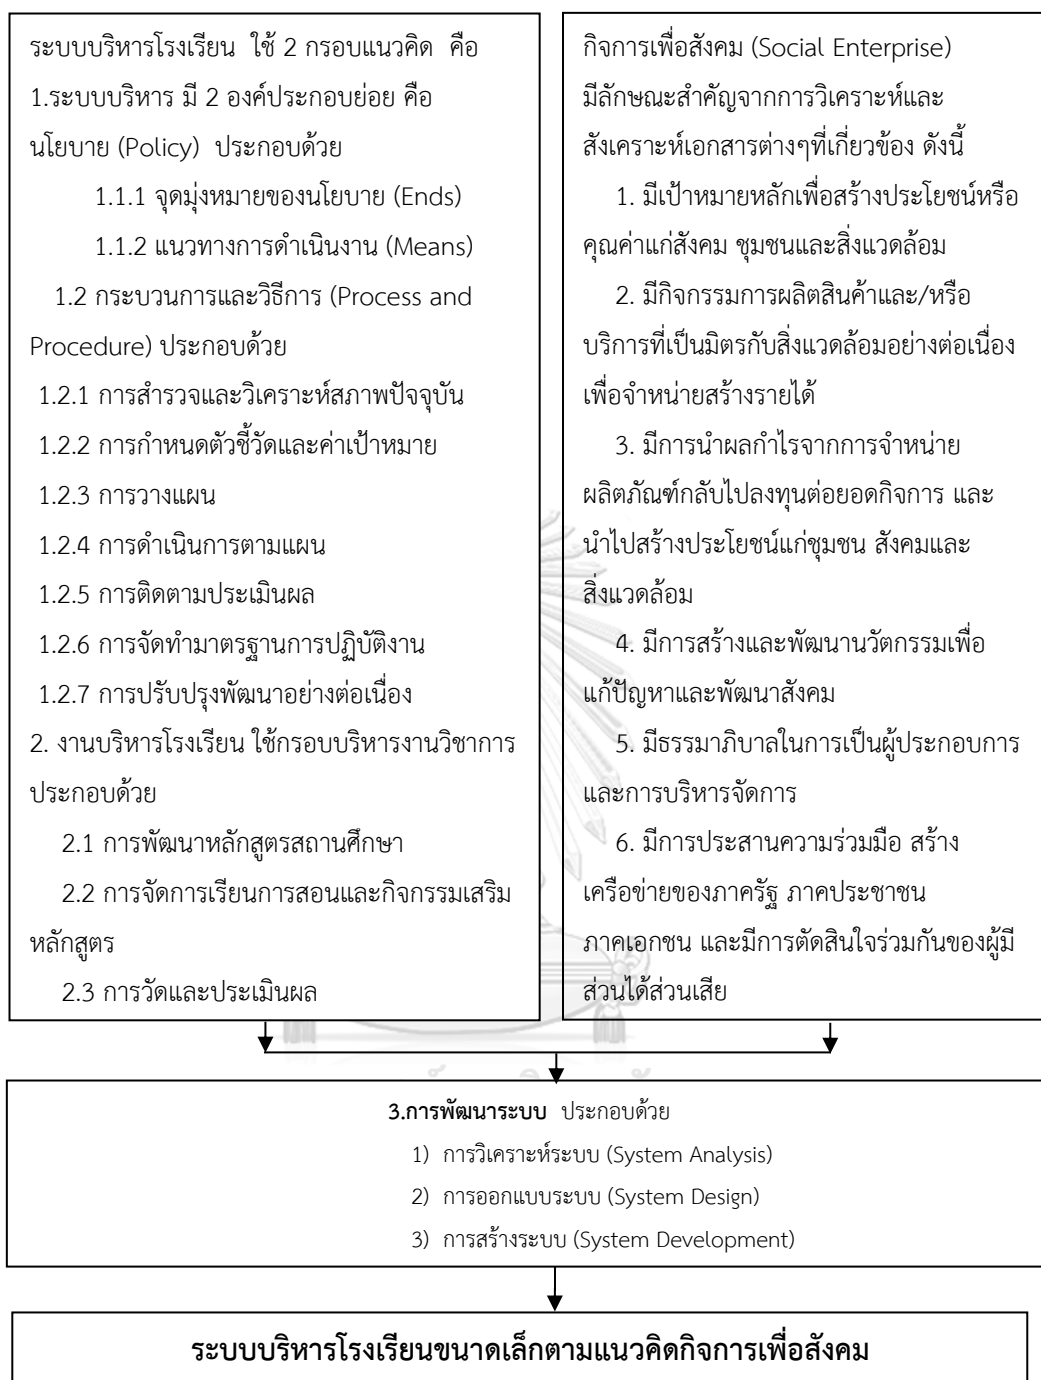 ระบบบริหารโรงเรียน ใช้ 2 กรอบแนวคิด คือ
1.ระบบบริหาร มี 2 องค์ประกอบย่อย คือ
นโยบาย (Policy) ประกอบด้วย
1.1.1 จุดมุ่งหมายของนโยบาย (Ends)
1.1.2 แนวทางการดำเนินงาน (Means)
1.2 กระบวนการและวิธีการ (Process and
Procedure) ประกอบด้วย
1.2.1 การสำรวจและวิเคราะห์สภาพปัจจุบัน
1.2.2 การกำหนดตัวชี้วัดและค่าเป้าหมาย
1.2.3 การวางแผน
1.2.4 การดำเนินการตามแผน
1.2.5 การติดตามประเมินผล
1.2.6 การจัดทำมาตรฐานการปฏิบัติงาน
1.2.7 การปรับปรุงพัฒนาอย่างต่อเนื่อง
2. งานบริหารโรงเรียน ใช้กรอบบริหารงานวิชาการ
ประกอบด้วย
2.1 การพัฒนาหลักสูตรสถานศึกษา
2.2 การจัดการเรียนการสอนและกิจกรรมเสริม
หลักสูตร
2.3 การวัดและประเมินผล
กิจการเพื่อสังคม (Social Enterprise)
มีลักษณะสำคัญจากการวิเคราะห์และ
สังเคราะห์เอกสารต่างๆที่เกี่ยวข้อง ดังนี้
1. มีเป้าหมายหลักเพื่อสร้างประโยชน์หรือ
คุณค่าแก่สังคม ชุมชนและสิ่งแวดล้อม
2. มีกิจกรรมการผลิตสินค้าและ/หรือ
บริการที่เป็นมิตรกับสิ่งแวดล้อมอย่างต่อเนื่อง
เพื่อจำหน่ายสร้างรายได้
3. มีการนำผลกำไรจากการจำหน่าย
ผลิตภัณฑ์กลับไปลงทุนต่อยอดกิจการ และ
นำไปสร้างประโยชน์แก่ชุมชน สังคมและ
สิ่งแวดล้อม
4. มีการสร้างและพัฒนานวัตกรรมเพื่อ
แก้ปัญหาและพัฒนาสังคม
5. มีธรรมาภิบาลในการเป็นผู้ประกอบการ
และการบริหารจัดการ
6. มีการประสานความร่วมมือ สร้าง
เครือข่ายของภาครัฐ ภาคประชาชน
ภาคเอกชน และมีการตัดสินใจร่วมกันของผู้มี
ส่วนได้ส่วนเสีย
3.การพัฒนาระบบ ประกอบด้วย
1) การวิเคราะห์ระบบ (System Analysis)
2) การออกแบบระบบ (System Design)
3) การสร้างระบบ (System Development)
ระบบบริหารโรงเรียนขนาดเล็กตามแนวคิดกิจการเพื่อสังคม